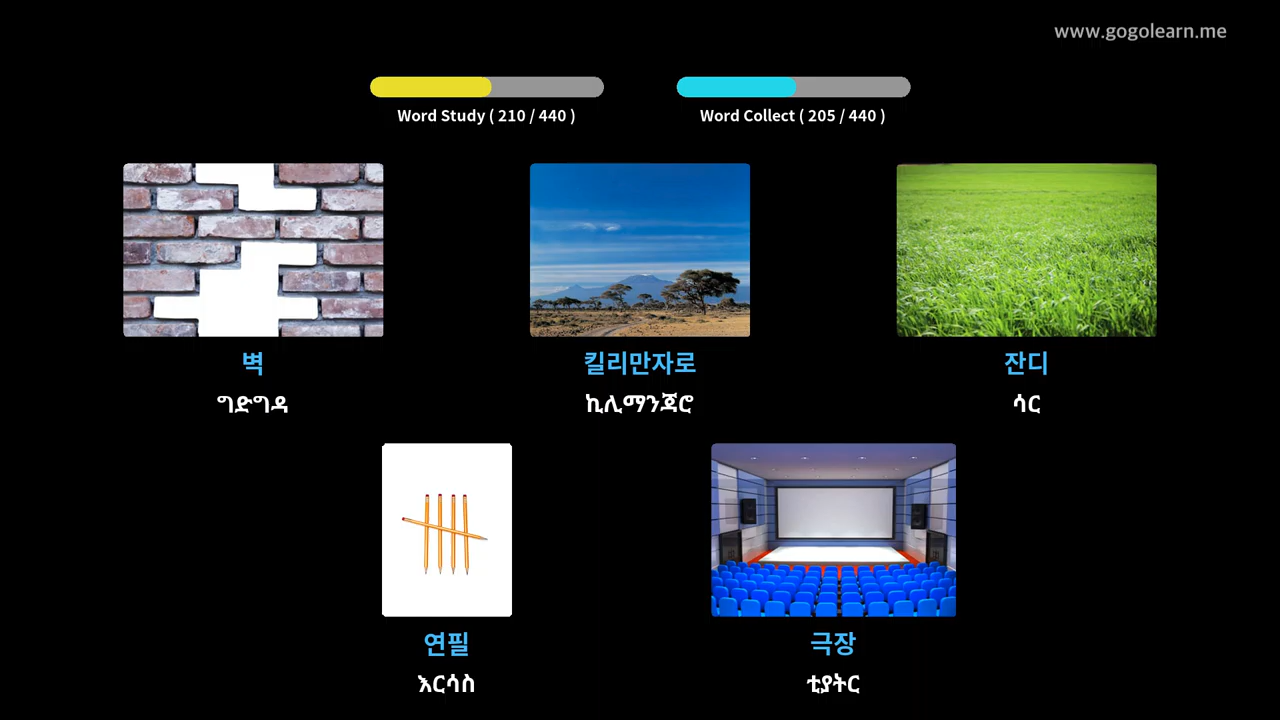 www.gogolearn.me
Word Study ( 210 / 440 )
Word Collect ( 205 / 440 )
벽
ግድግዳ
킬리만자로
ኪሊማንጃሮ
잔디
ሳር
연필
እርሳስ
극장
ቲያትር